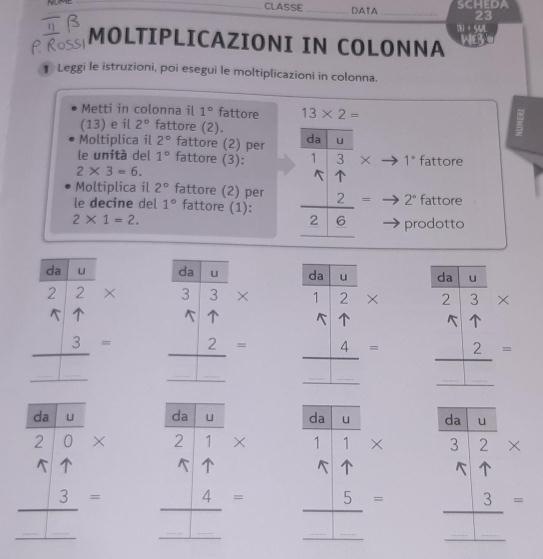 NOME CLASSE DATA SCHEDA
23
II B
P. ROSSI
+ SUL
WEB
MOLTIPLICAZIONI IN COLONNA
1 Leggi le istruzioni, poi esegui le moltiplicazioni in colonna.
• Metti in colonna il 1° fattore
(13) e il 2° fattore (2).
• Moltiplica il 2° fattore (2) per
le unità del 1° fattore (3):
2 × 3 = 6.
• Moltiplica il 2° fattore (2) per
le decine del 1° fattore (1):
2 × 1 = 2.
13 × 2 =
da u
1 3 × → 1° fattore
↖ ↑
2 = → 2° fattore
2 6 → prodotto
NUMERI
da u da u da u da u
2 2 × 3 3 × 1 2 × 2 3 ×
↖ ↑ ↖ ↑ ↖ ↑ ↖ ↑
3 = 2 = 4 = 2 =
da u da u da u da u
2 0 × 2 1 × 1 1 × 3 2 ×
↖ ↑ ↖ ↑ ↖ ↑ ↖ ↑
3 = 4 = 5 = 3 =